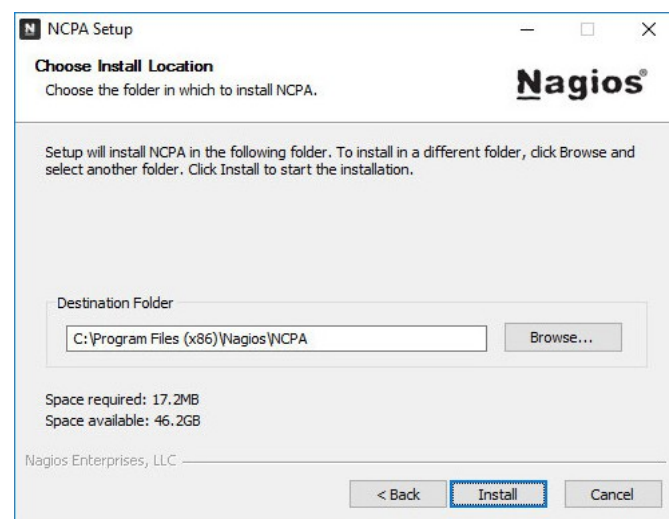 N NCPA Setup
Choose Install Location
Choose the folder in which to install NCPA.
Nagios®
Setup will install NCPA in the following folder. To install in a different folder, click Browse and
select another folder. Click Install to start the installation.
Destination Folder
C:\Program Files (x86)\Nagios\NCPA
Browse...
Space required: 17.2MB
Space available: 46.2GB
Nagios Enterprises, LLC
< Back
Install
Cancel